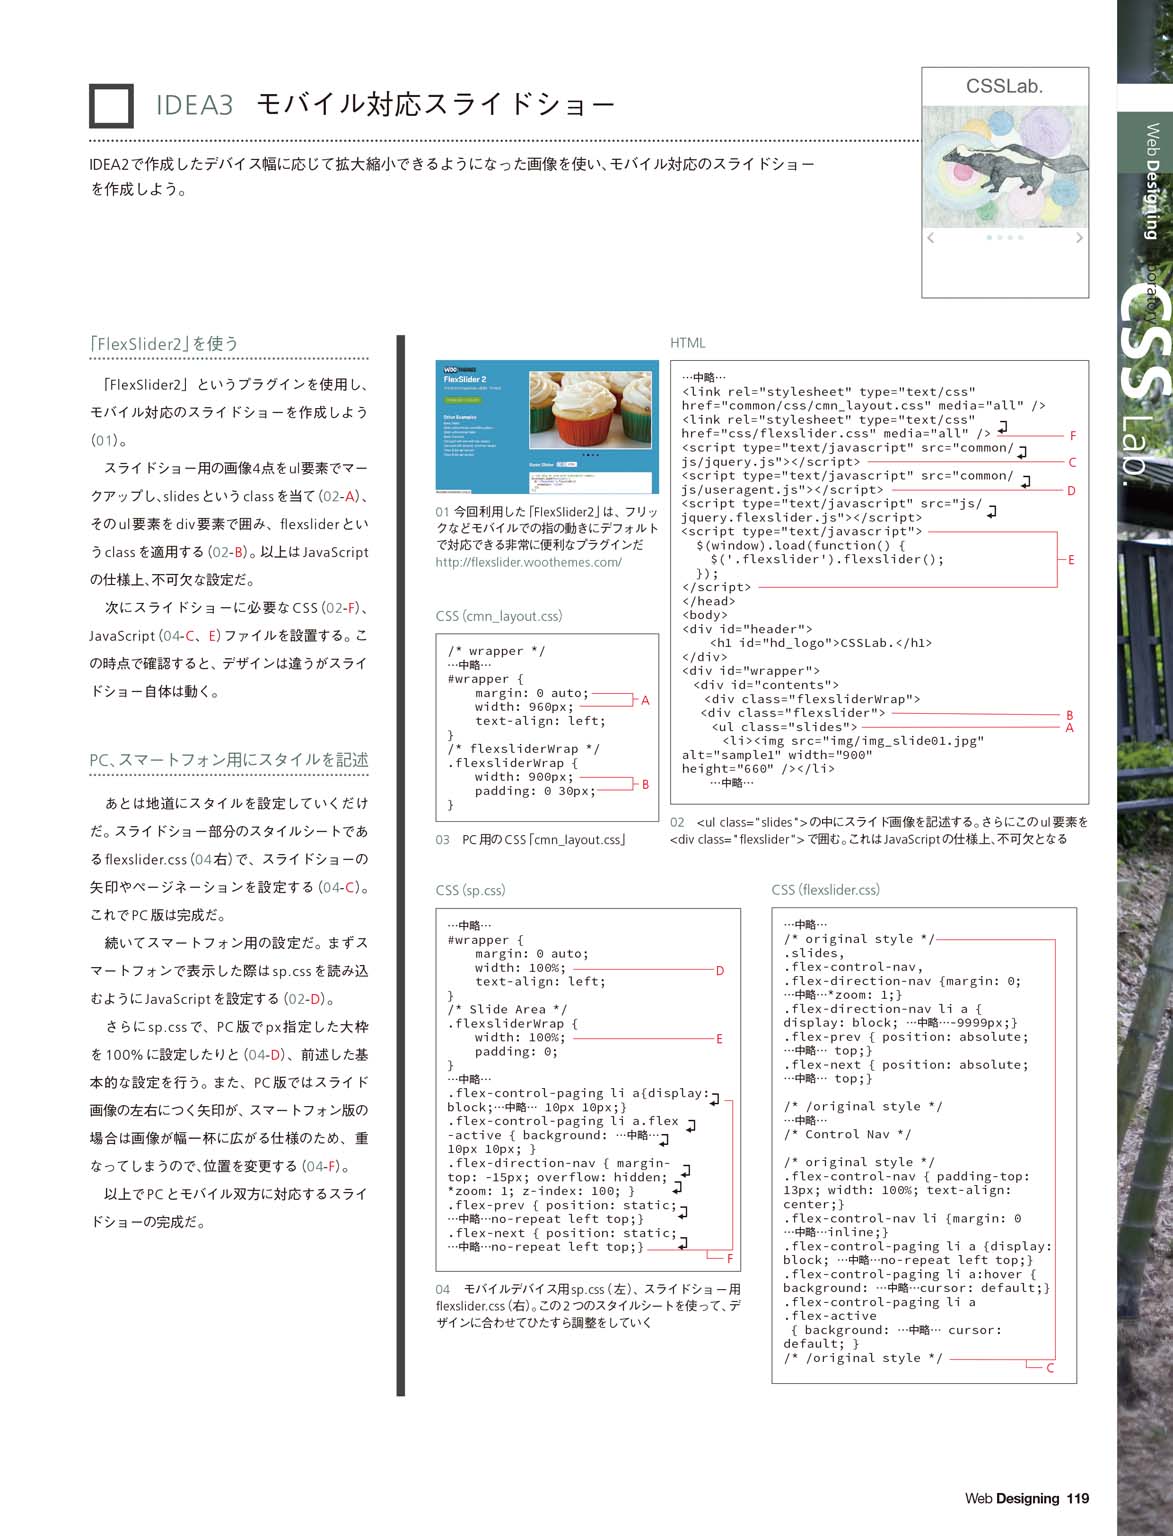 IDEA3 モバイル対応スライドショー
IDEA2で作成したデバイス幅に応じて拡大縮小できるようになった画像を使い、モバイル対応のスライドショー
を作成しよう。
CSSLab.
Web Designing
CSS Lab.
「FlexSlider2」を使う
「FlexSlider2」というプラグインを使用し、
モバイル対応のスライドショーを作成しよう
(01)。
スライドショー用の画像4点をul要素でマー
クアップし、slidesというclassを当て(02-A)、
そのul要素をdiv要素で囲み、flexsliderとい
うclassを適用する(02-B)。以上はJavaScript
の仕様上、不可欠な設定だ。
次にスライドショーに必要なCSS(02-F)、
JavaScript(04-C、E)ファイルを設置する。こ
の時点で確認すると、デザインは違うがスライ
ドショー自体は動く。
PC、スマートフォン用にスタイルを記述
あとは地道にスタイルを設定していくだけ
だ。スライドショー部分のスタイルシートであ
るflexslider.css(04右)で、スライドショーの
矢印やページネーションを設定する(04-C)。
これでPC版は完成だ。
続いてスマートフォン用の設定だ。まずス
マートフォンで表示した際はsp.cssを読み込
むようにJavaScriptを設定する(02-D)。
さらにsp.cssで、PC版でpx指定した大枠
を100%に設定したりと(04-D)、前述した基
本的な設定を行う。また、PC版ではスライド
画像の左右につく矢印が、スマートフォン版の
場合は画像が幅一杯に広がる仕様のため、重
なってしまうので、位置を変更する(04-F)。
以上でPCとモバイル双方に対応するスライ
ドショーの完成だ。
FlexSlider 2
Other Examples
Basic Slider
01 今回利用した「FlexSlider2」は、フリッ
クなどモバイルでの指の動きにデフォルト
で対応できる非常に便利なプラグインだ
http://flexslider.woothemes.com/
CSS(cmn_layout.css)
/* wrapper */
…中略…
#wrapper {
margin: 0 auto;
width: 960px;
A
text-align: left;
}
/* flexsliderWrap */
.flexsliderWrap {
width: 900px;
padding: 0 30px;
B
}
03 PC用のCSS「cmn_layout.css」
HTML
…中略…
<link rel="stylesheet" type="text/css"
href="common/css/cmn_layout.css" media="all" />
<link rel="stylesheet" type="text/css"
href="css/flexslider.css" media="all" /> F
<script type="text/javascript" src="common/
js/jquery.js"></script> C
<script type="text/javascript" src="common/
js/useragent.js"></script> D
<script type="text/javascript" src="js/
jquery.flexslider.js"></script>
<script type="text/javascript">
$(window).load(function() {
$('.flexslider').flexslider(); E
});
</script>
</head>
<body>
<div id="header">
<h1 id="hd_logo">CSSLab.</h1>
</div>
<div id="wrapper">
<div id="contents">
<div class="flexsliderWrap">
<div class="flexslider"> B
<ul class="slides"> A
<li><img src="img/img_slide01.jpg"
alt="sample1" width="900"
height="660" /></li>
…中略…
02 <ul class="slides">の中にスライド画像を記述する。さらにこのul要素を
<div class="flexslider">で囲む。これはJavaScriptの仕様上、不可欠となる
CSS(sp.css)
…中略…
#wrapper {
margin: 0 auto;
width: 100%; D
text-align: left;
}
/* Slide Area */
.flexsliderWrap {
width: 100%; E
padding: 0;
}
…中略…
.flex-control-paging li a{display:
block;…中略… 10px 10px;}
.flex-control-paging li a.flex
-active { background: …中略…
10px 10px; }
.flex-direction-nav { margin-
top: -15px; overflow: hidden;
*zoom: 1; z-index: 100; }
.flex-prev { position: static;
…中略…no-repeat left top;}
.flex-next { position: static;
…中略…no-repeat left top;}
F
04 モバイルデバイス用sp.css(左)、スライドショー用
flexslider.css(右)。この2つのスタイルシートを使って、デ
ザインに合わせてひたすら調整をしていく
CSS(flexslider.css)
…中略…
/* original style */
.slides,
.flex-control-nav,
.flex-direction-nav {margin: 0;
…中略…*zoom: 1;}
.flex-direction-nav li a {
display: block; …中略…-9999px;}
.flex-prev { position: absolute;
…中略… top;}
.flex-next { position: absolute;
…中略… top;}
/* /original style */
…中略…
/* Control Nav */
/* original style */
.flex-control-nav { padding-top:
13px; width: 100%; text-align:
center;}
.flex-control-nav li {margin: 0
…中略…inline;}
.flex-control-paging li a {display:
block; …中略…no-repeat left top;}
.flex-control-paging li a:hover {
background: …中略…cursor: default;}
.flex-control-paging li a
.flex-active
{ background: …中略… cursor:
default; }
/* /original style */
C
Web Designing 119